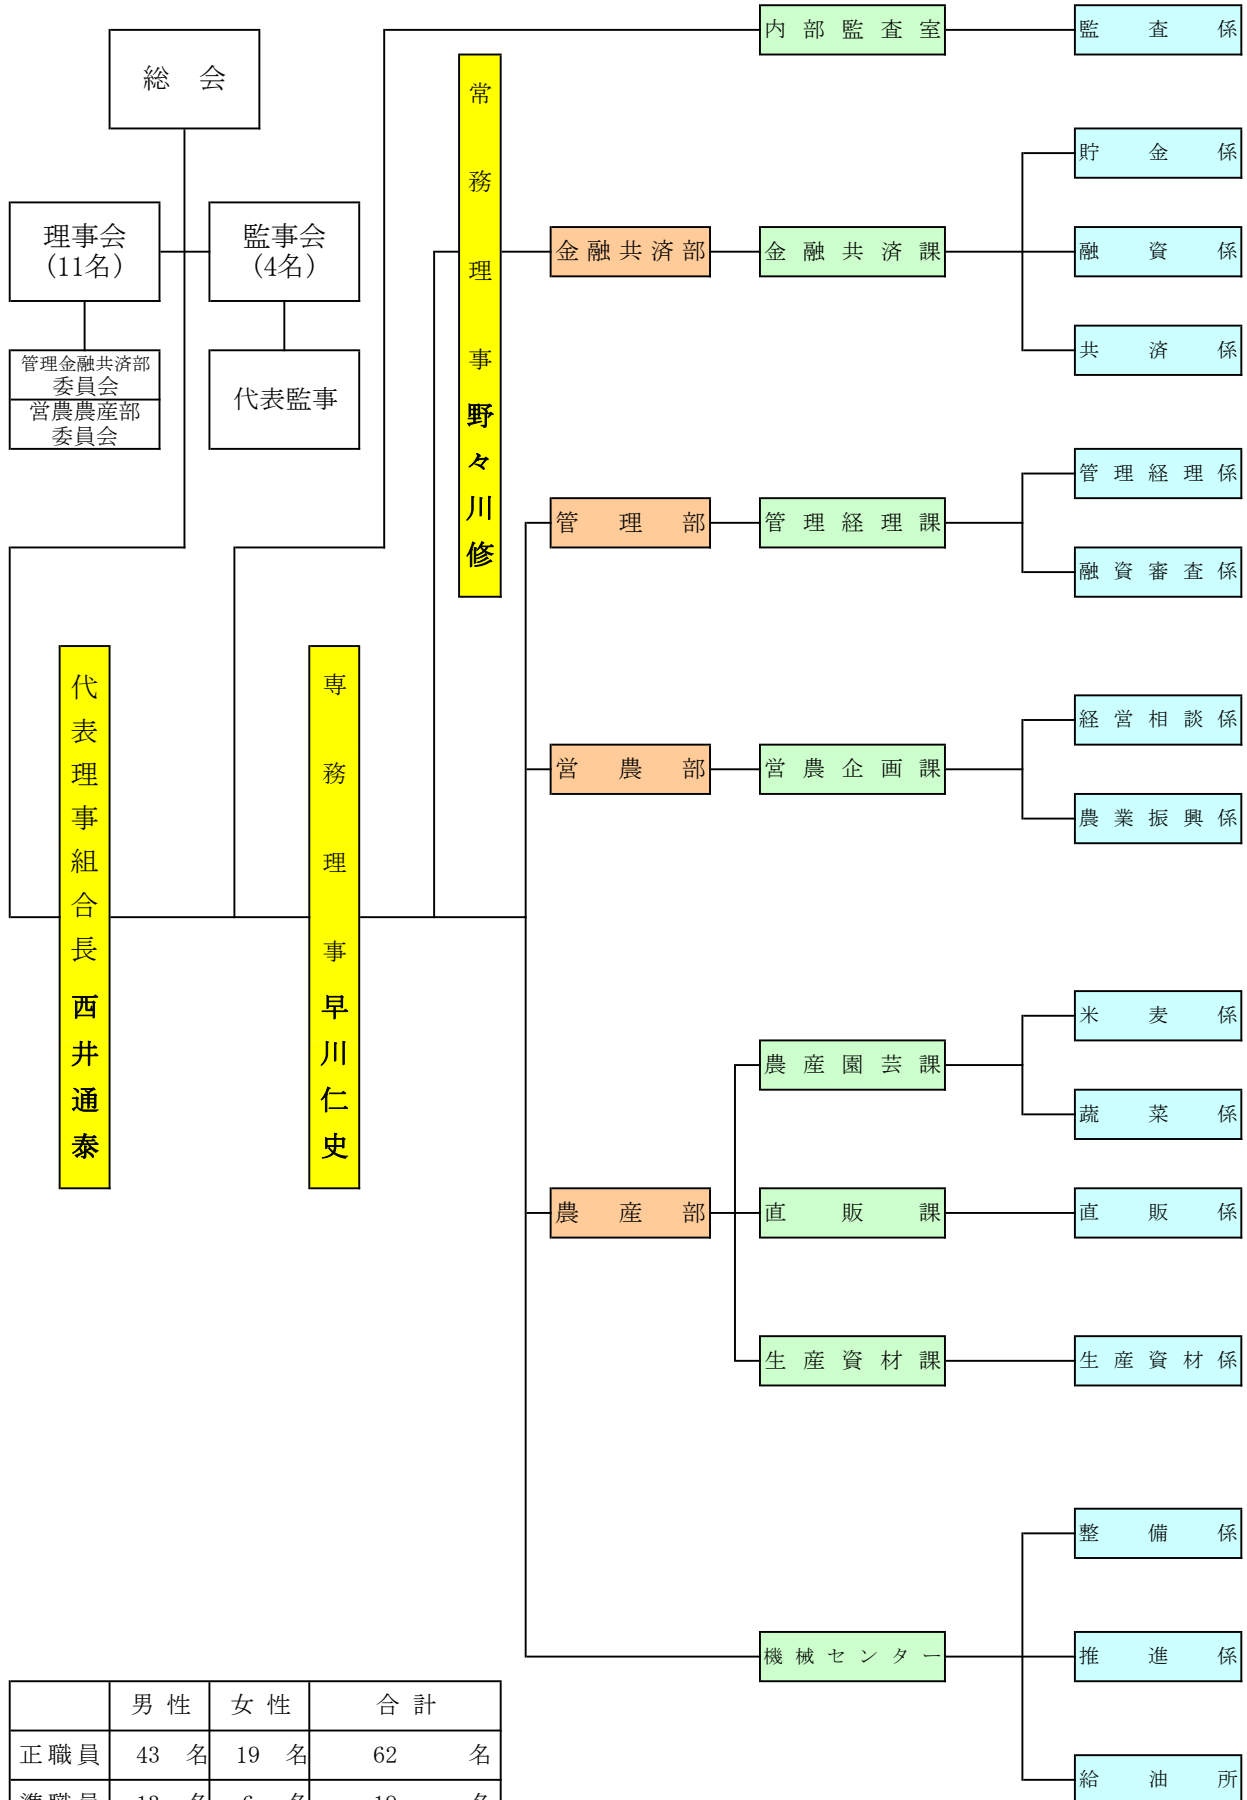 総会
理事会
(11名)
監事会
(4名)
管理金融共済部
委員会
営農農産部
委員会
代表監事
代表理事組合長 西井通泰
専務理事 早川仁史
常務理事 野々川修
内部監査室
監査係
金融共済部
金融共済課
貯金係
融資係
共済係
管理部
管理経理課
管理経理係
融資審査係
営農部
営農企画課
経営相談係
農業振興係
農産部
農産園芸課
米麦係
蔬菜係
直販課
直販係
生産資材課
生産資材係
機械センター
整備係
推進係
給油所
男性 女性 合計
正職員 43 名 19 名 62 名